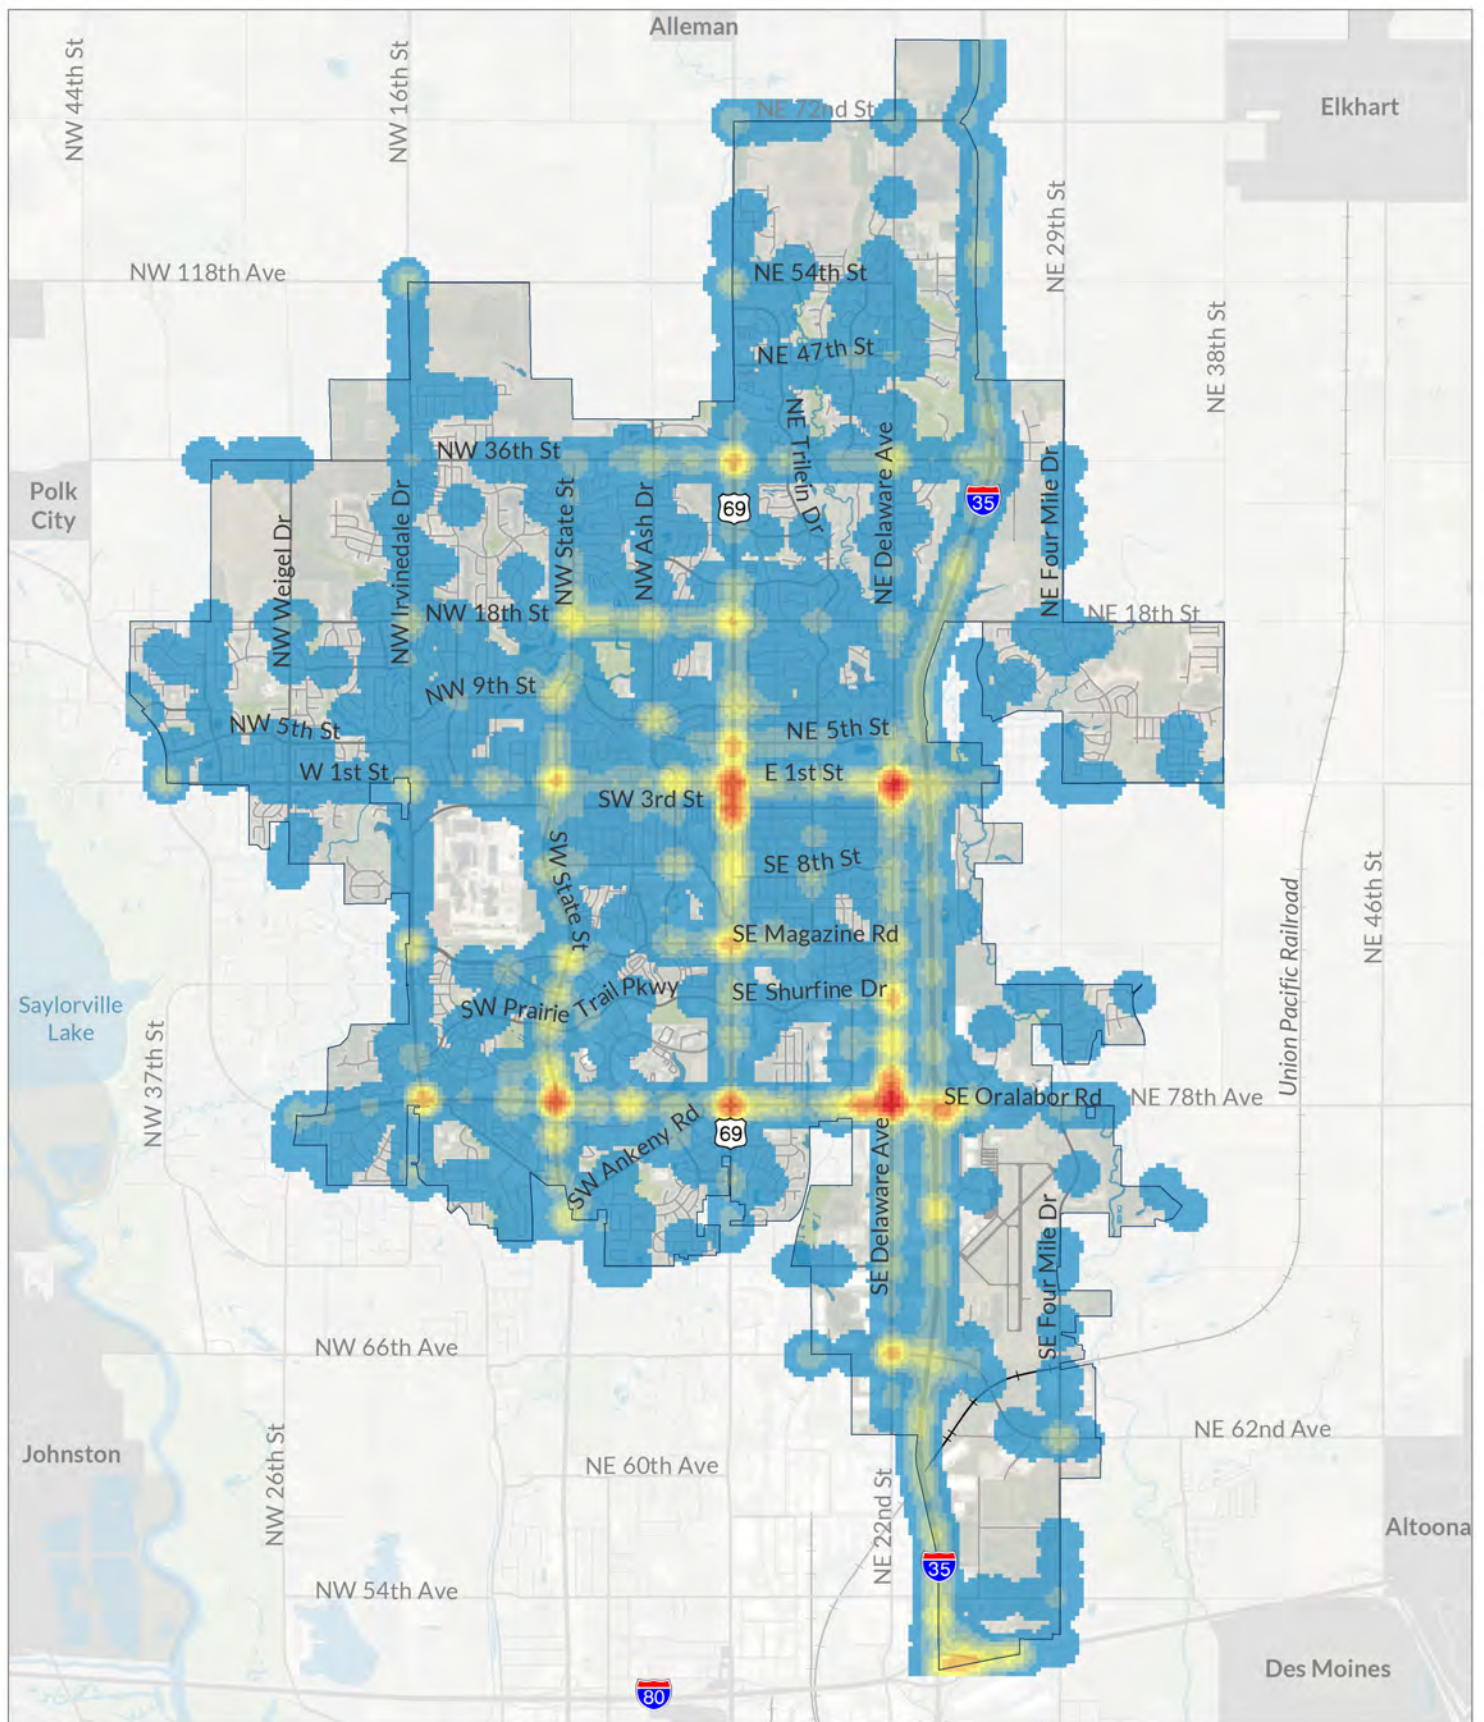 Alleman
NW 44th St
NW 16th St
NE 72nd St
Elkhart
NE 29th St
NW 118th Ave
NE 54th St
NE 38th St
NE 47th St
NE Trilein Dr
NE Delaware Ave
NW 36th St
Polk
City
NW Weigel Dr
NW Irvinedale Dr
NW State St
NW Ash Dr
69
35
NE Four Mile Dr
NW 18th St
NE 18th St
NW 9th St
NW 5th St
NE 5th St
W 1st St
E 1st St
SW 3rd St
SW State St
SE 8th St
NE 46th St
Union Pacific Railroad
SE Magazine Rd
Saylorville
Lake
SW Prairie Trail Pkwy
SE Shurfine Dr
NW 37th St
SE Oralabor Rd
NE 78th Ave
69
SW Ankeny Rd
SE Delaware Ave
SE Four Mile Dr
NW 66th Ave
NE 62nd Ave
Johnston
NW 26th St
NE 60th Ave
NE 22nd St
Altoona
35
NW 54th Ave
Des Moines
80